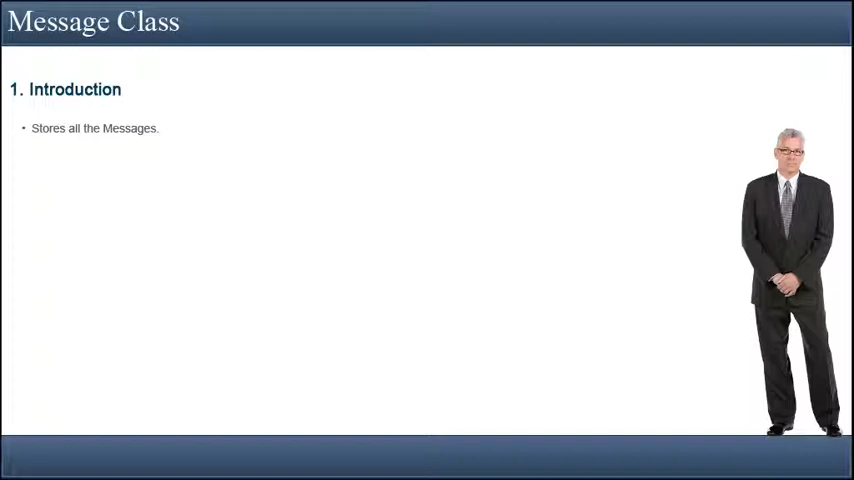 Message Class
1. Introduction
• Stores all the Messages.